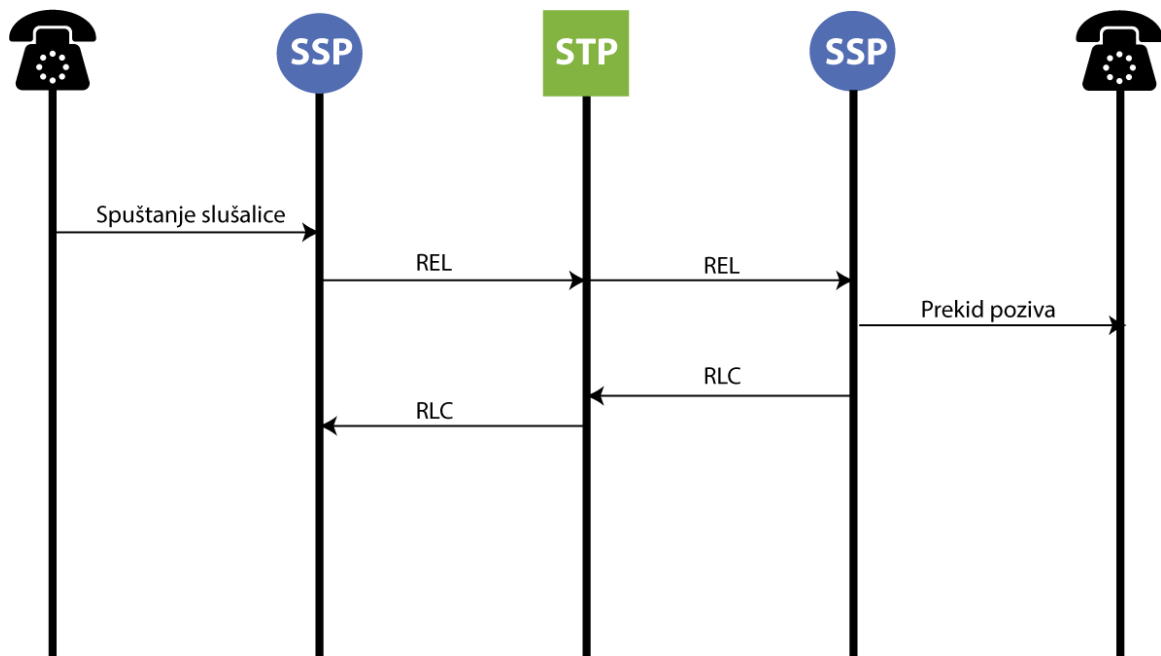 SSP
STP
SSP
Spuštanje slušalice
REL
REL
Prekid poziva
RLC
RLC